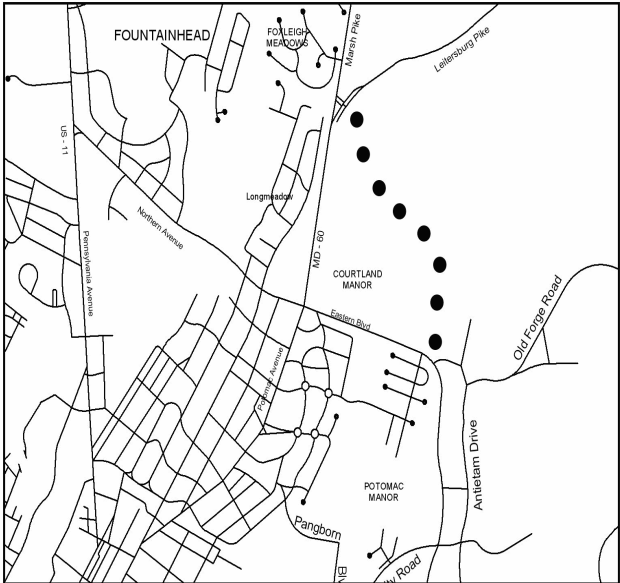 FOUNTAINHEAD
FOXLEIGH
MEADOWS
Marsh Pike
Leitersburg Pike
US - 11
Longmeadow
Northern Avenue
MD - 60
Pennsylvania Avenue
COURTLAND
MANOR
Eastern Blvd
Old Forge Road
Potomac Avenue
Antietam Drive
POTOMAC
MANOR
Pangborn
Road